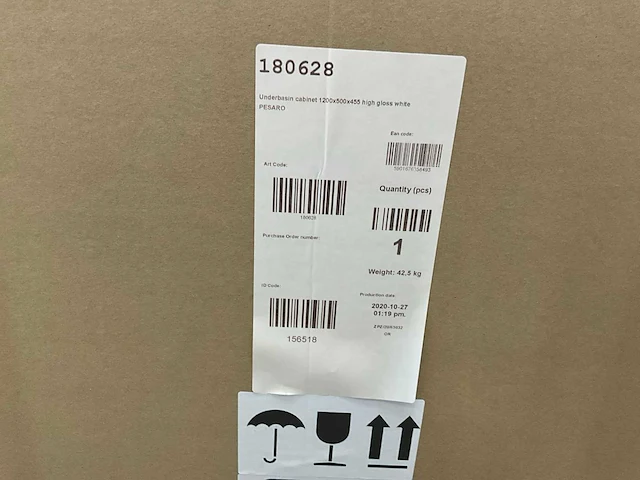 180628
Underbasin cabinet 1200x500x455 high gloss white
PESARO
Ean code:
Art Code:
180628
Quantity (pcs)
1
Purchase Order number:
Weight: 42,5 kg
ID Code:
156518
Production date:
2020-10-27
01:19 pm.